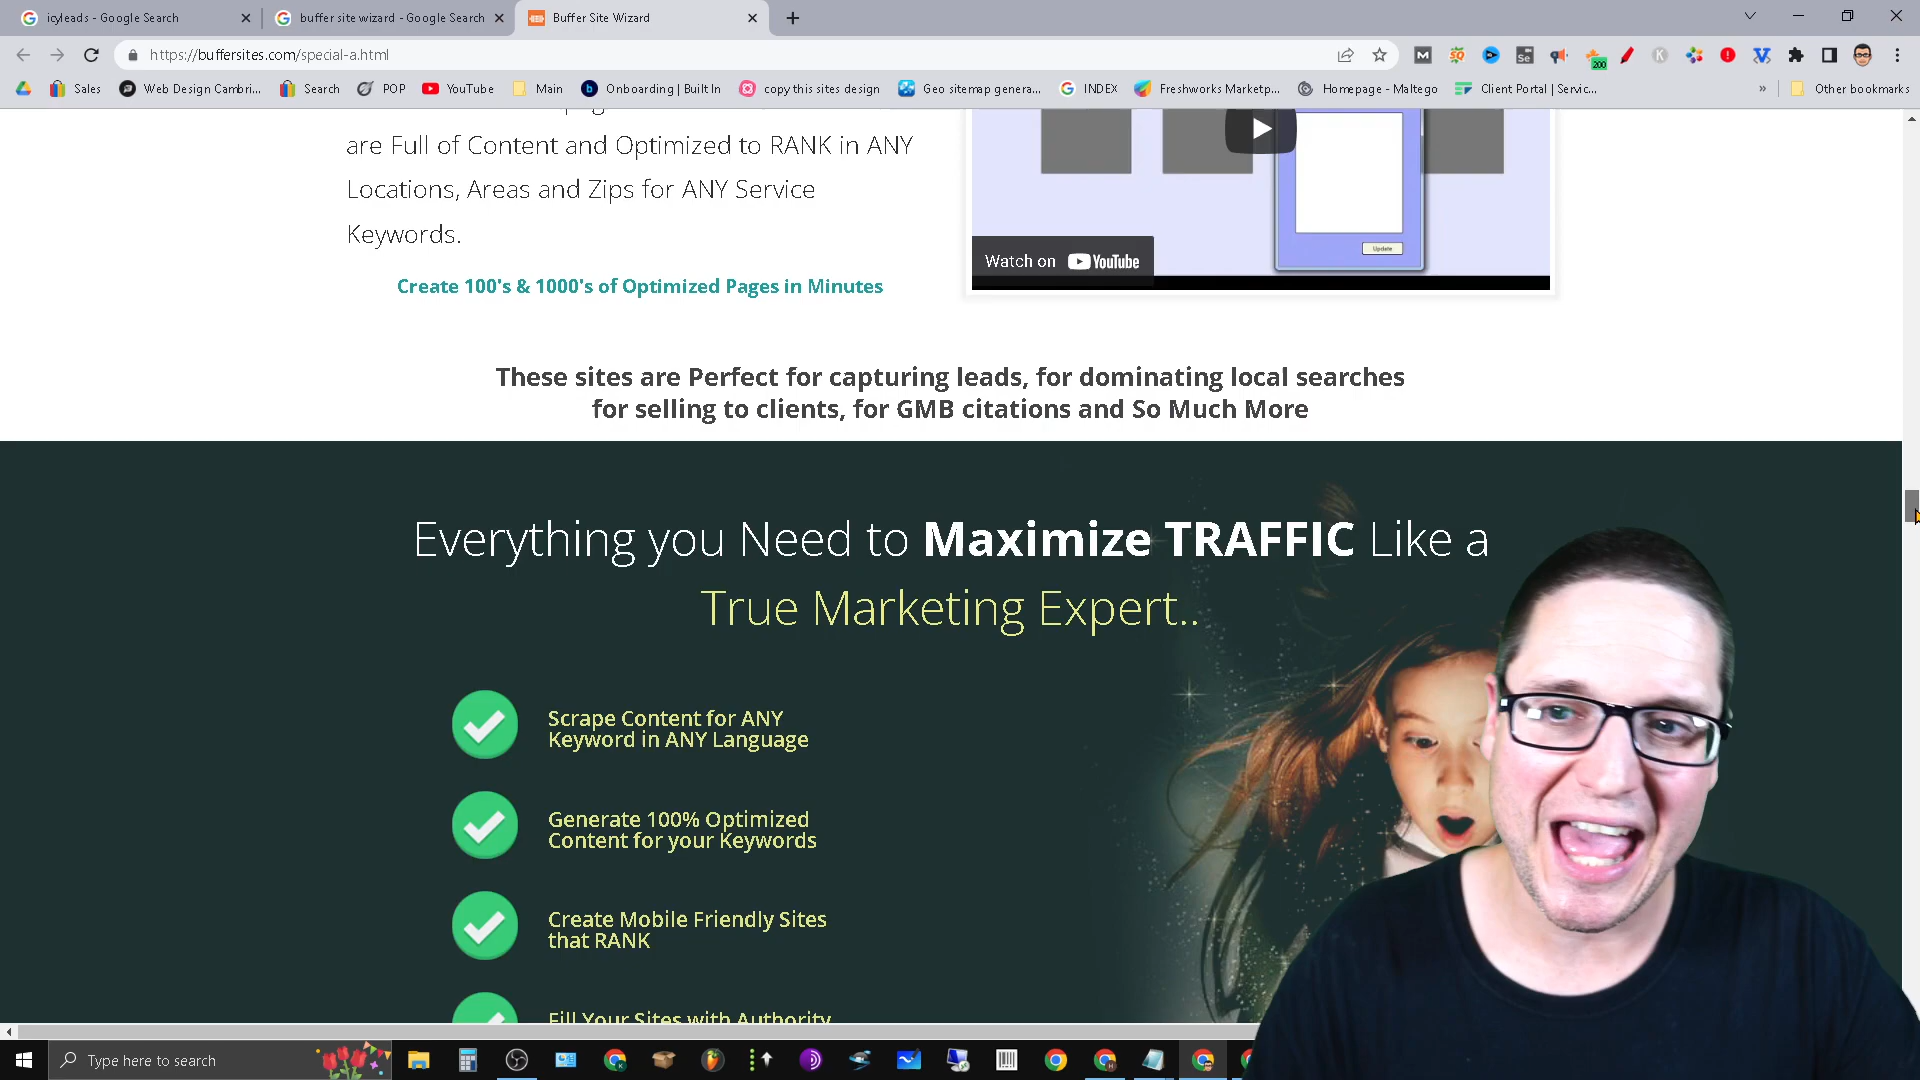 icyleads - Google Search
buffer site wizard - Google Search
Buffer Site Wizard
https://buffersites.com/special-a.html
200
Sales
Web Design Cambri...
Search
POP
YouTube
Main
Onboarding | Built In
copy this sites design
Geo sitemap genera...
INDEX
Freshworks Marketp...
Homepage - Maltego
Client Portal | Servic...
Other bookmarks
are Full of Content and Optimized to RANK in ANY
Locations, Areas and Zips for ANY Service
Keywords.
Create 100's & 1000's of Optimized Pages in Minutes
Update
Watch on YouTube
These sites are Perfect for capturing leads, for dominating local searches
for selling to clients, for GMB citations and So Much More
Everything you Need to Maximize TRAFFIC Like a
True Marketing Expert..
Scrape Content for ANY
Keyword in ANY Language
Generate 100% Optimized
Content for your Keywords
Create Mobile Friendly Sites
that RANK
Fill Your Sites with Authority
Type here to search